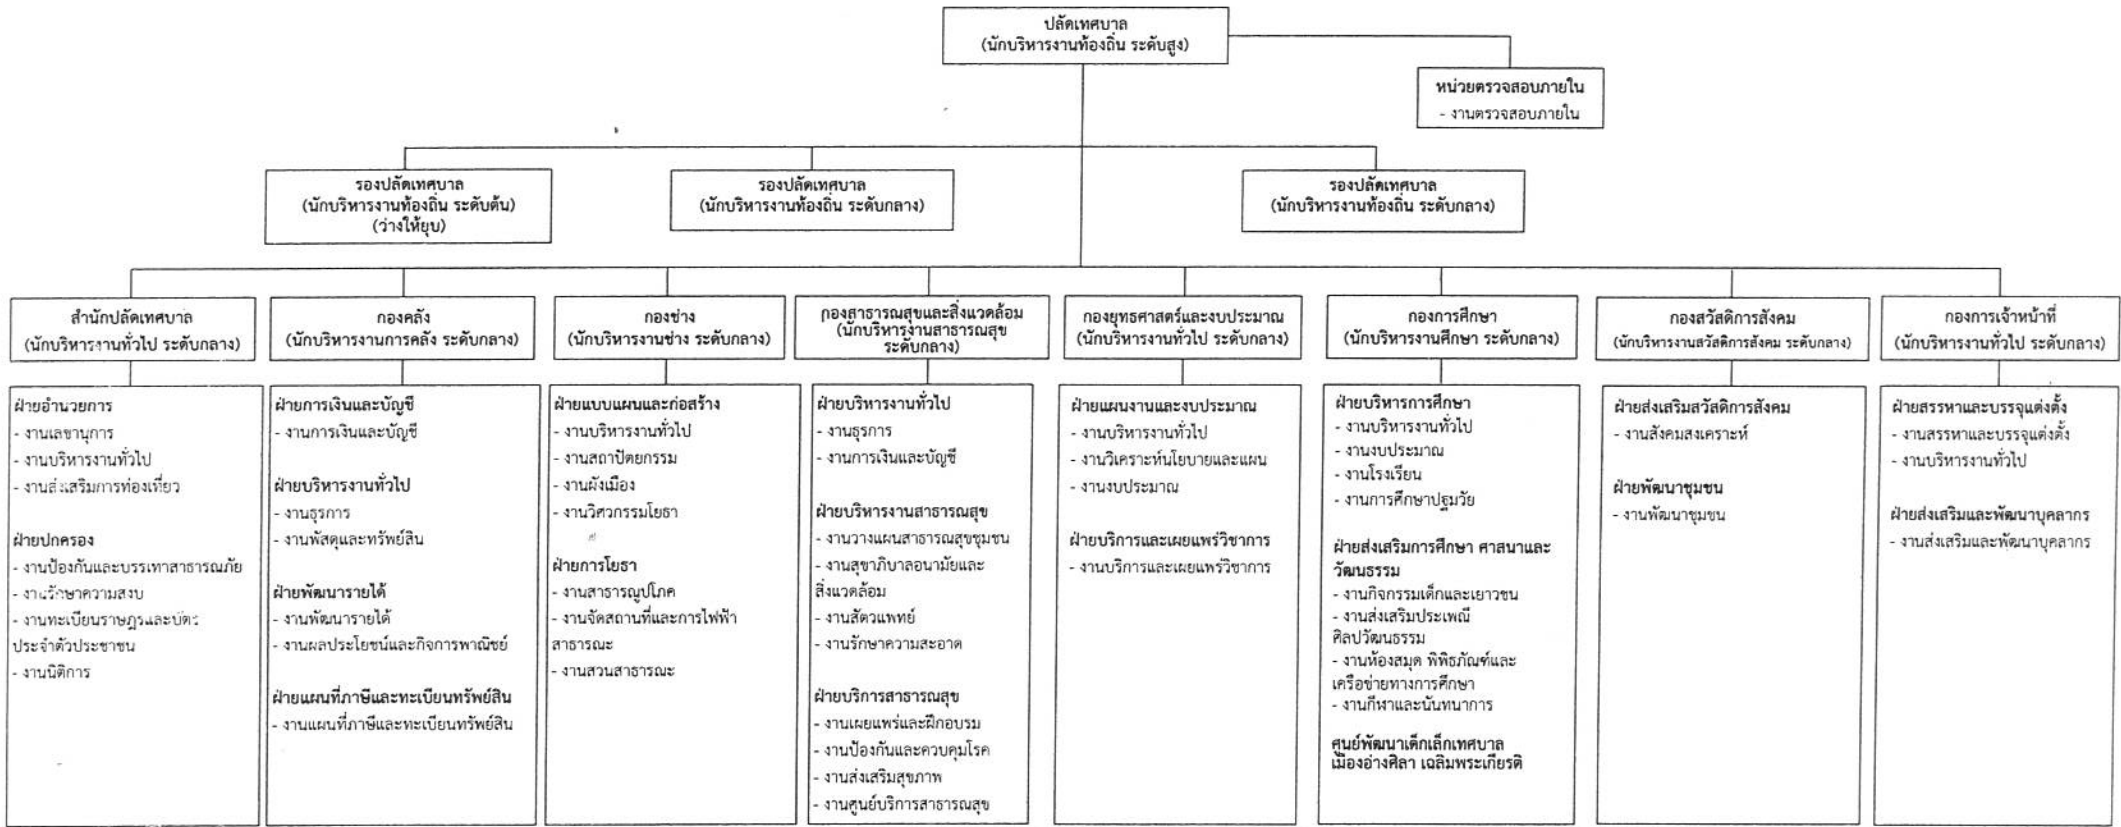 ปลัดเทศบาล
(นักบริหารงานท้องถิ่น ระดับสูง)
หน่วยตรวจสอบภายใน
- งานตรวจสอบภายใน
รองปลัดเทศบาล
(นักบริหารงานท้องถิ่น ระดับต้น)
(ว่างให้ยุบ)
รองปลัดเทศบาล
(นักบริหารงานท้องถิ่น ระดับกลาง)
รองปลัดเทศบาล
(นักบริหารงานท้องถิ่น ระดับกลาง)
สำนักปลัดเทศบาล
(นักบริหารงานทั่วไป ระดับกลาง)
กองคลัง
(นักบริหารงานการคลัง ระดับกลาง)
กองช่าง
(นักบริหารงานช่าง ระดับกลาง)
กองสาธารณสุขและสิ่งแวดล้อม
(นักบริหารงานสาธารณสุข
ระดับกลาง)
กองยุทธศาสตร์และงบประมาณ
(นักบริหารงานทั่วไป ระดับกลาง)
กองการศึกษา
(นักบริหารงานศึกษา ระดับกลาง)
กองสวัสดิการสังคม
(นักบริหารงานสวัสดิการสังคม ระดับกลาง)
กองการเจ้าหน้าที่
(นักบริหารงานทั่วไป ระดับกลาง)
ฝ่ายอำนวยการ
- งานเลขานุการ
- งานบริหารงานทั่วไป
- งานส่งเสริมการท่องเที่ยว
ฝ่ายปกครอง
- งานป้องกันและบรรเทาสาธารณภัย
- งานรักษาความสงบ
- งานทะเบียนราษฎรและบัตร
ประจำตัวประชาชน
- งานนิติการ
ฝ่ายการเงินและบัญชี
- งานการเงินและบัญชี
ฝ่ายบริหารงานทั่วไป
- งานธุรการ
- งานพัสดุและทรัพย์สิน
ฝ่ายพัฒนารายได้
- งานพัฒนารายได้
- งานผลประโยชน์และกิจการพาณิชย์
ฝ่ายแผนที่ภาษีและทะเบียนทรัพย์สิน
- งานแผนที่ภาษีและทะเบียนทรัพย์สิน
ฝ่ายแบบแผนและก่อสร้าง
- งานบริหารงานทั่วไป
- งานสถาปัตยกรรม
- งานผังเมือง
- งานวิศวกรรมโยธา
ฝ่ายการโยธา
- งานสาธารณูปโภค
- งานจัดสถานที่และการไฟฟ้า
สาธารณะ
- งานสวนสาธารณะ
ฝ่ายบริหารงานทั่วไป
- งานธุรการ
- งานการเงินและบัญชี
ฝ่ายบริหารงานสาธารณสุข
- งานวางแผนสาธารณสุขชุมชน
- งานสุขาภิบาลอนามัยและ
สิ่งแวดล้อม
- งานสัตวแพทย์
- งานรักษาความสะอาด
ฝ่ายบริการสาธารณสุข
- งานเผยแพร่และฝึกอบรม
- งานป้องกันและควบคุมโรค
- งานส่งเสริมสุขภาพ
- งานศูนย์บริการสาธารณสุข
ฝ่ายแผนงานและงบประมาณ
- งานบริหารงานทั่วไป
- งานวิเคราะห์นโยบายและแผน
- งานงบประมาณ
ฝ่ายบริการและเผยแพร่วิชาการ
- งานบริการและเผยแพร่วิชาการ
ฝ่ายบริหารการศึกษา
- งานบริหารงานทั่วไป
- งานงบประมาณ
- งานโรงเรียน
- งานการศึกษาปฐมวัย
ฝ่ายส่งเสริมการศึกษา ศาสนาและ
วัฒนธรรม
- งานกิจกรรมเด็กและเยาวชน
- งานส่งเสริมประเพณี
ศิลปวัฒนธรรม
- งานห้องสมุด พิพิธภัณฑ์และ
เครือข่ายทางการศึกษา
- งานกีฬาและนันทนาการ
ศูนย์พัฒนาเด็กเล็กเทศบาล
เมืองอ่างศิลา เฉลิมพระเกียรติ
ฝ่ายส่งเสริมสวัสดิการสังคม
- งานสังคมสงเคราะห์
ฝ่ายพัฒนาชุมชน
- งานพัฒนาชุมชน
ฝ่ายสรรหาและบรรจุแต่งตั้ง
- งานสรรหาและบรรจุแต่งตั้ง
- งานบริหารงานทั่วไป
ฝ่ายส่งเสริมและพัฒนาบุคลากร
- งานส่งเสริมและพัฒนาบุคลากร